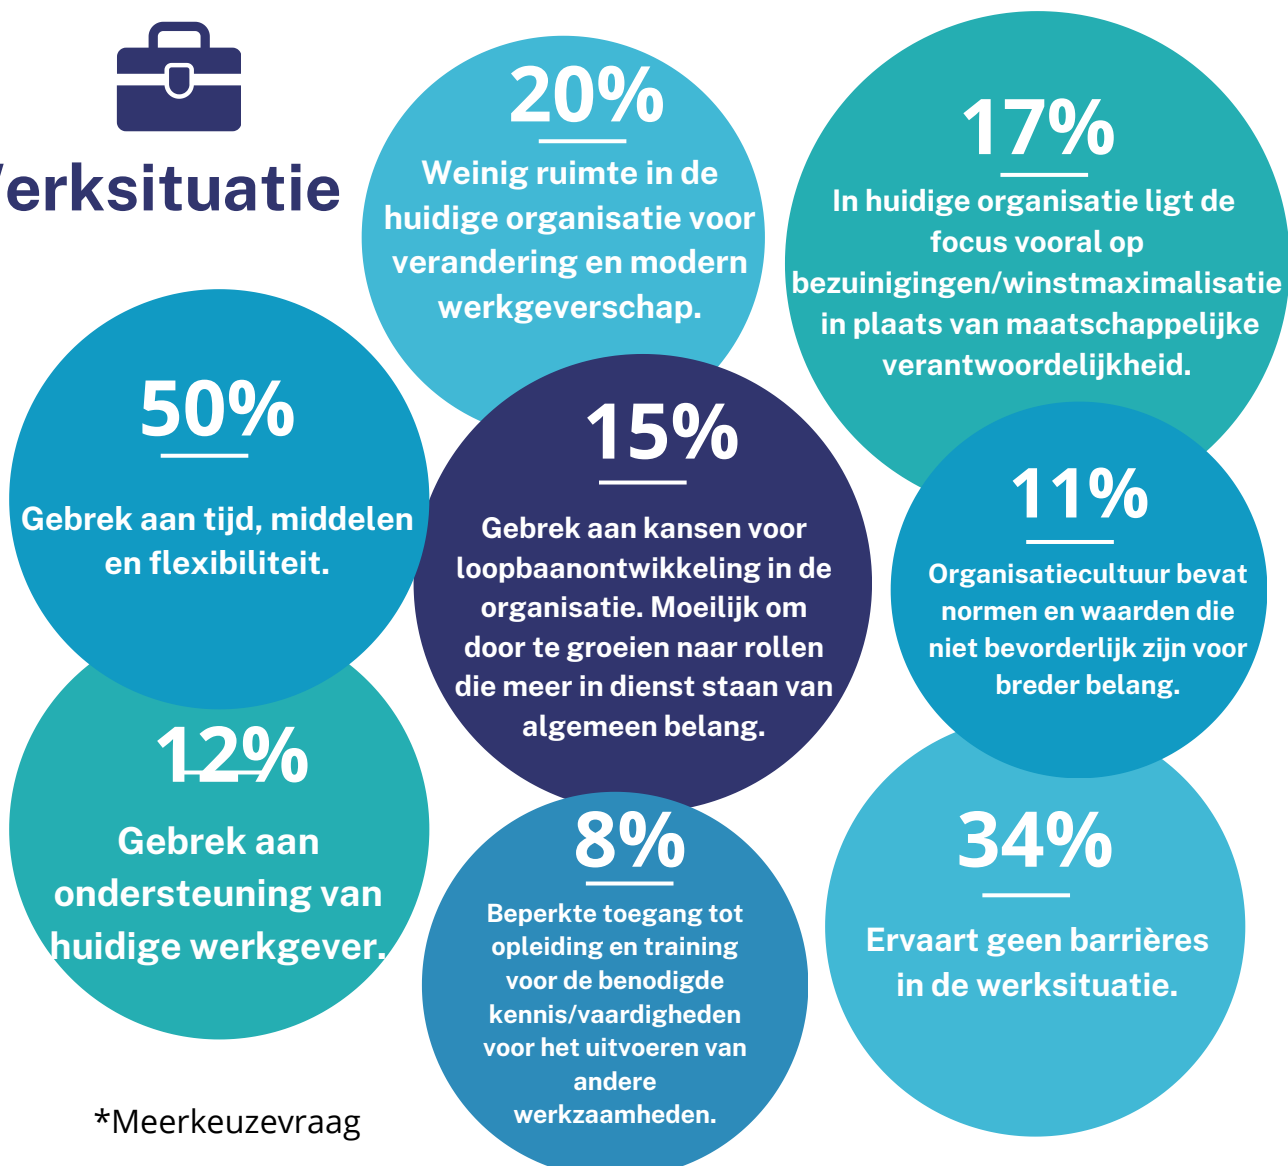 Werksituatie
20%
Weinig ruimte in de
huidige organisatie voor
verandering en modern
werkgeverschap.
17%
In huidige organisatie ligt de
focus vooral op
bezuinigingen/winstmaximalisatie
in plaats van maatschappelijke
verantwoordelijkheid.
50%
Gebrek aan tijd, middelen
en flexibiliteit.
15%
Gebrek aan kansen voor
loopbaanontwikkeling in de
organisatie. Moeilijk om
door te groeien naar rollen
die meer in dienst staan van
algemeen belang.
11%
Organisatiecultuur bevat
normen en waarden die
niet bevorderlijk zijn voor
breder belang.
12%
Gebrek aan
ondersteuning van
huidige werkgever.
8%
Beperkte toegang tot
opleiding en training
voor de benodigde
kennis/vaardigheden
voor het uitvoeren van
andere
werkzaamheden.
34%
Ervaart geen barrières
in de werksituatie.
*Meerkeuzevraag